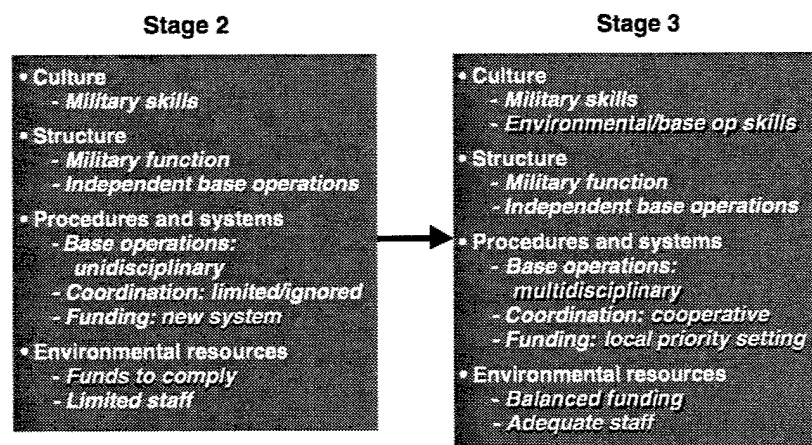 Stage 2
• Culture
- Military skills
• Structure
- Military function
- Independent base operations
• Procedures and systems
- Base operations:
unidisciplinary
- Coordination: limited/ignored
- Funding: new system
• Environmental resources
- Funds to comply
- Limited staff
Stage 3
• Culture
- Military skills
- Environmental/base op skills
• Structure
- Military function
- Independent base operations
• Procedures and systems
- Base operations:
multidisciplinary
- Coordination: cooperative
- Funding: local priority setting
• Environmental resources
- Balanced funding
- Adequate staff